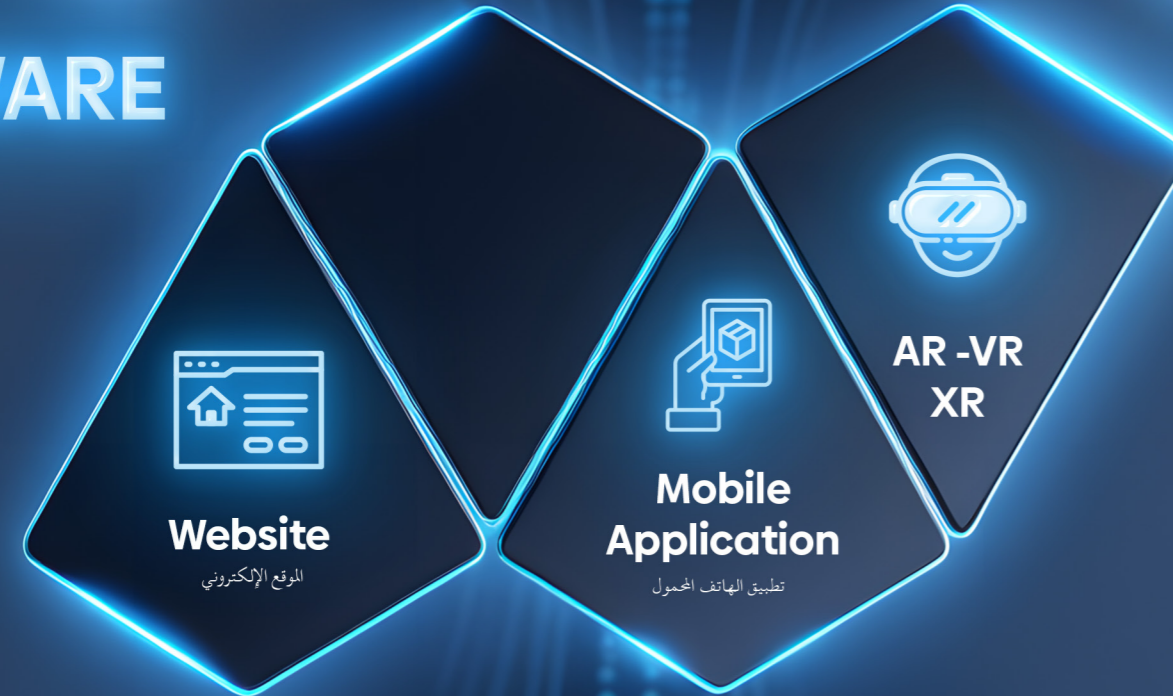 WARE
Website
الموقع الإلكتروني
Mobile
Application
تطبيق الهاتف المحمول
AR -VR
XR